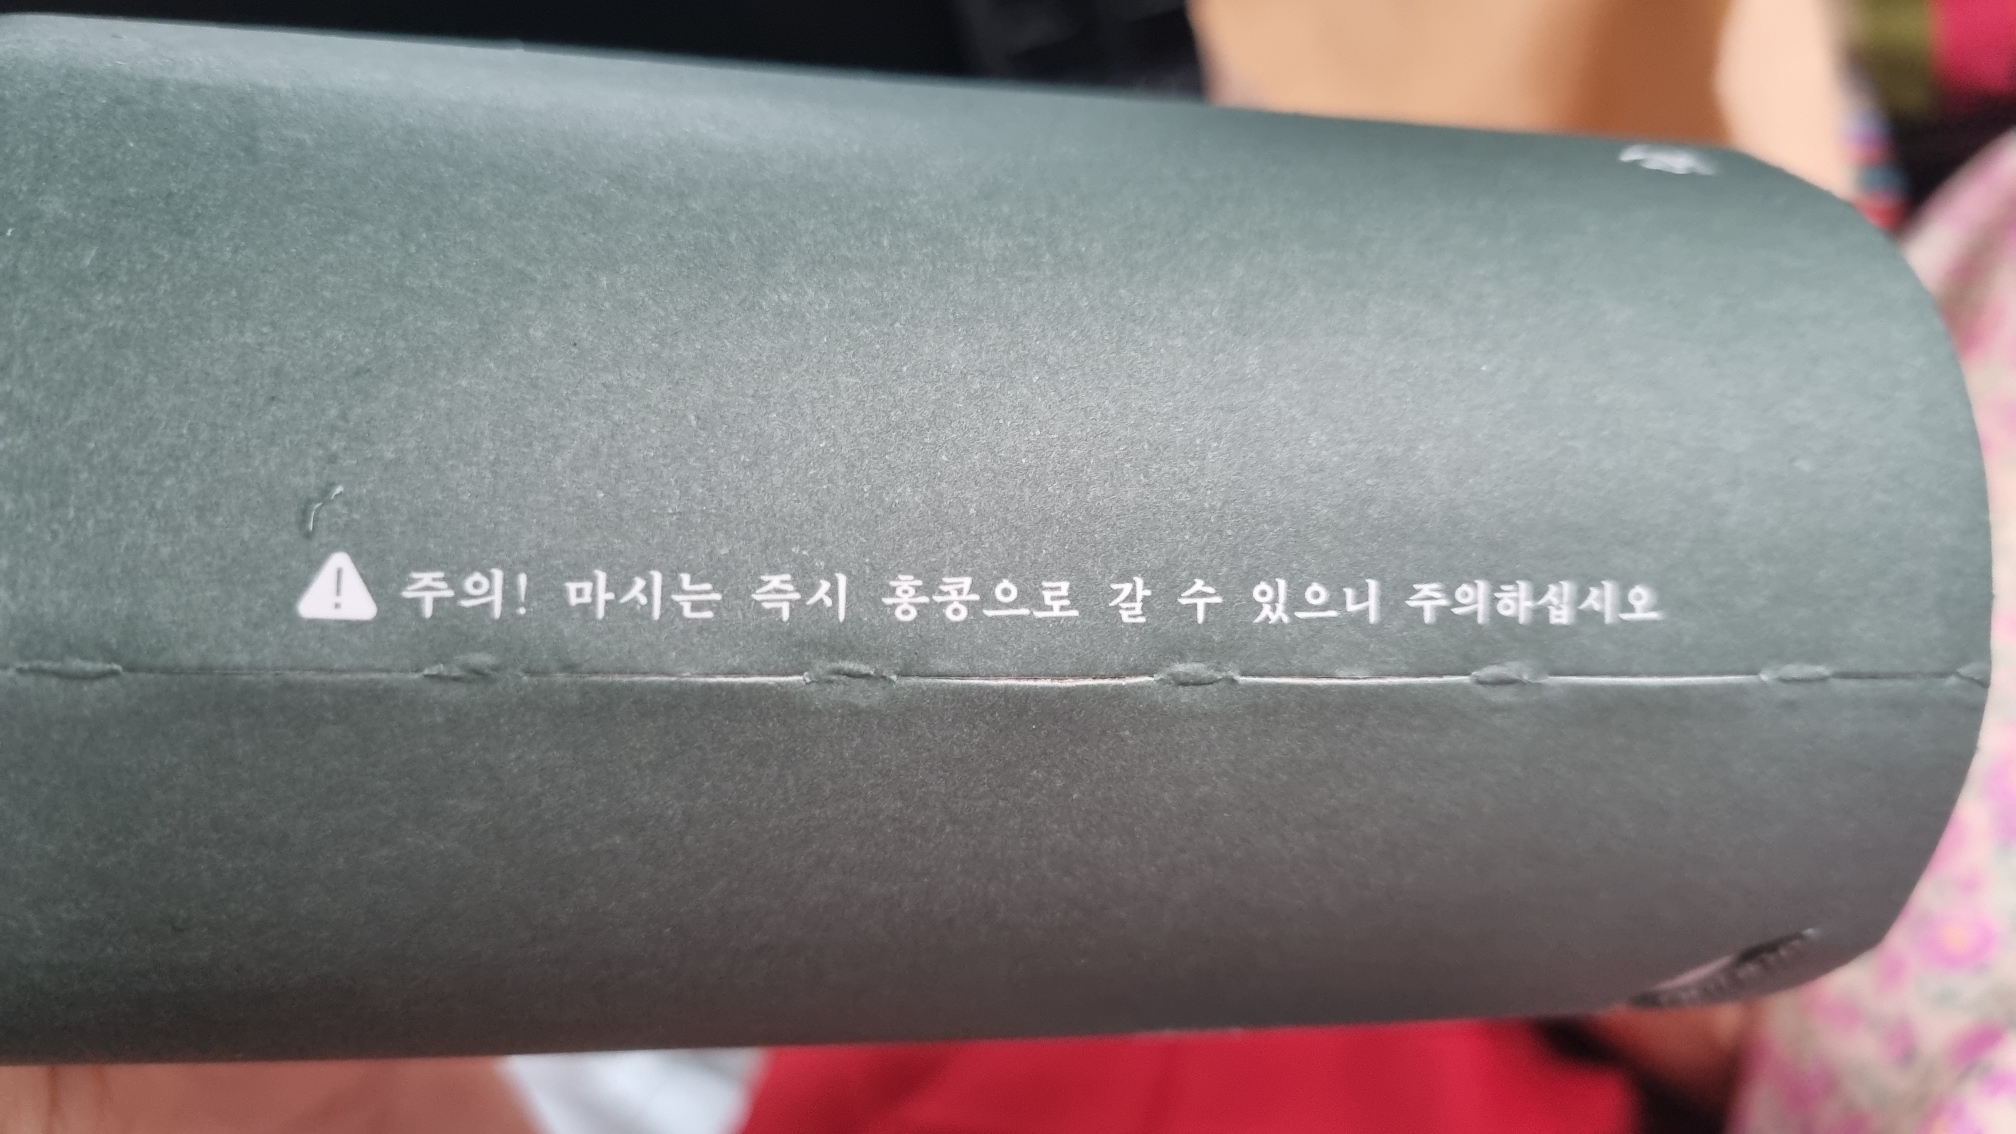 주의! 마시는 즉시 홍콩으로 갈 수 있으니 주의하십시오